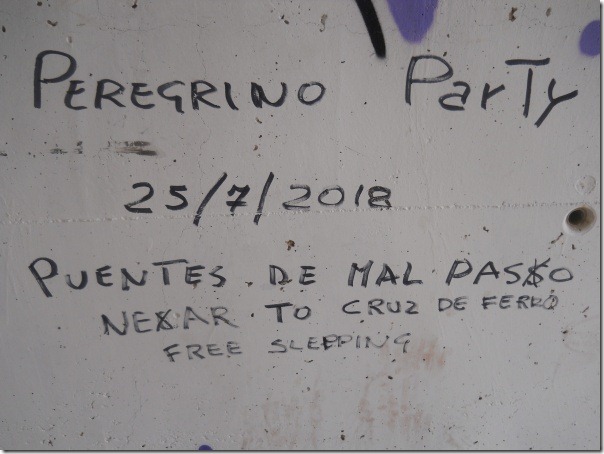 PEREGRINO ParTy
25/7/2018
PUENTES DE MAL PASO
NEAR TO CRUZ DE FERRO
FREE SLEEPING